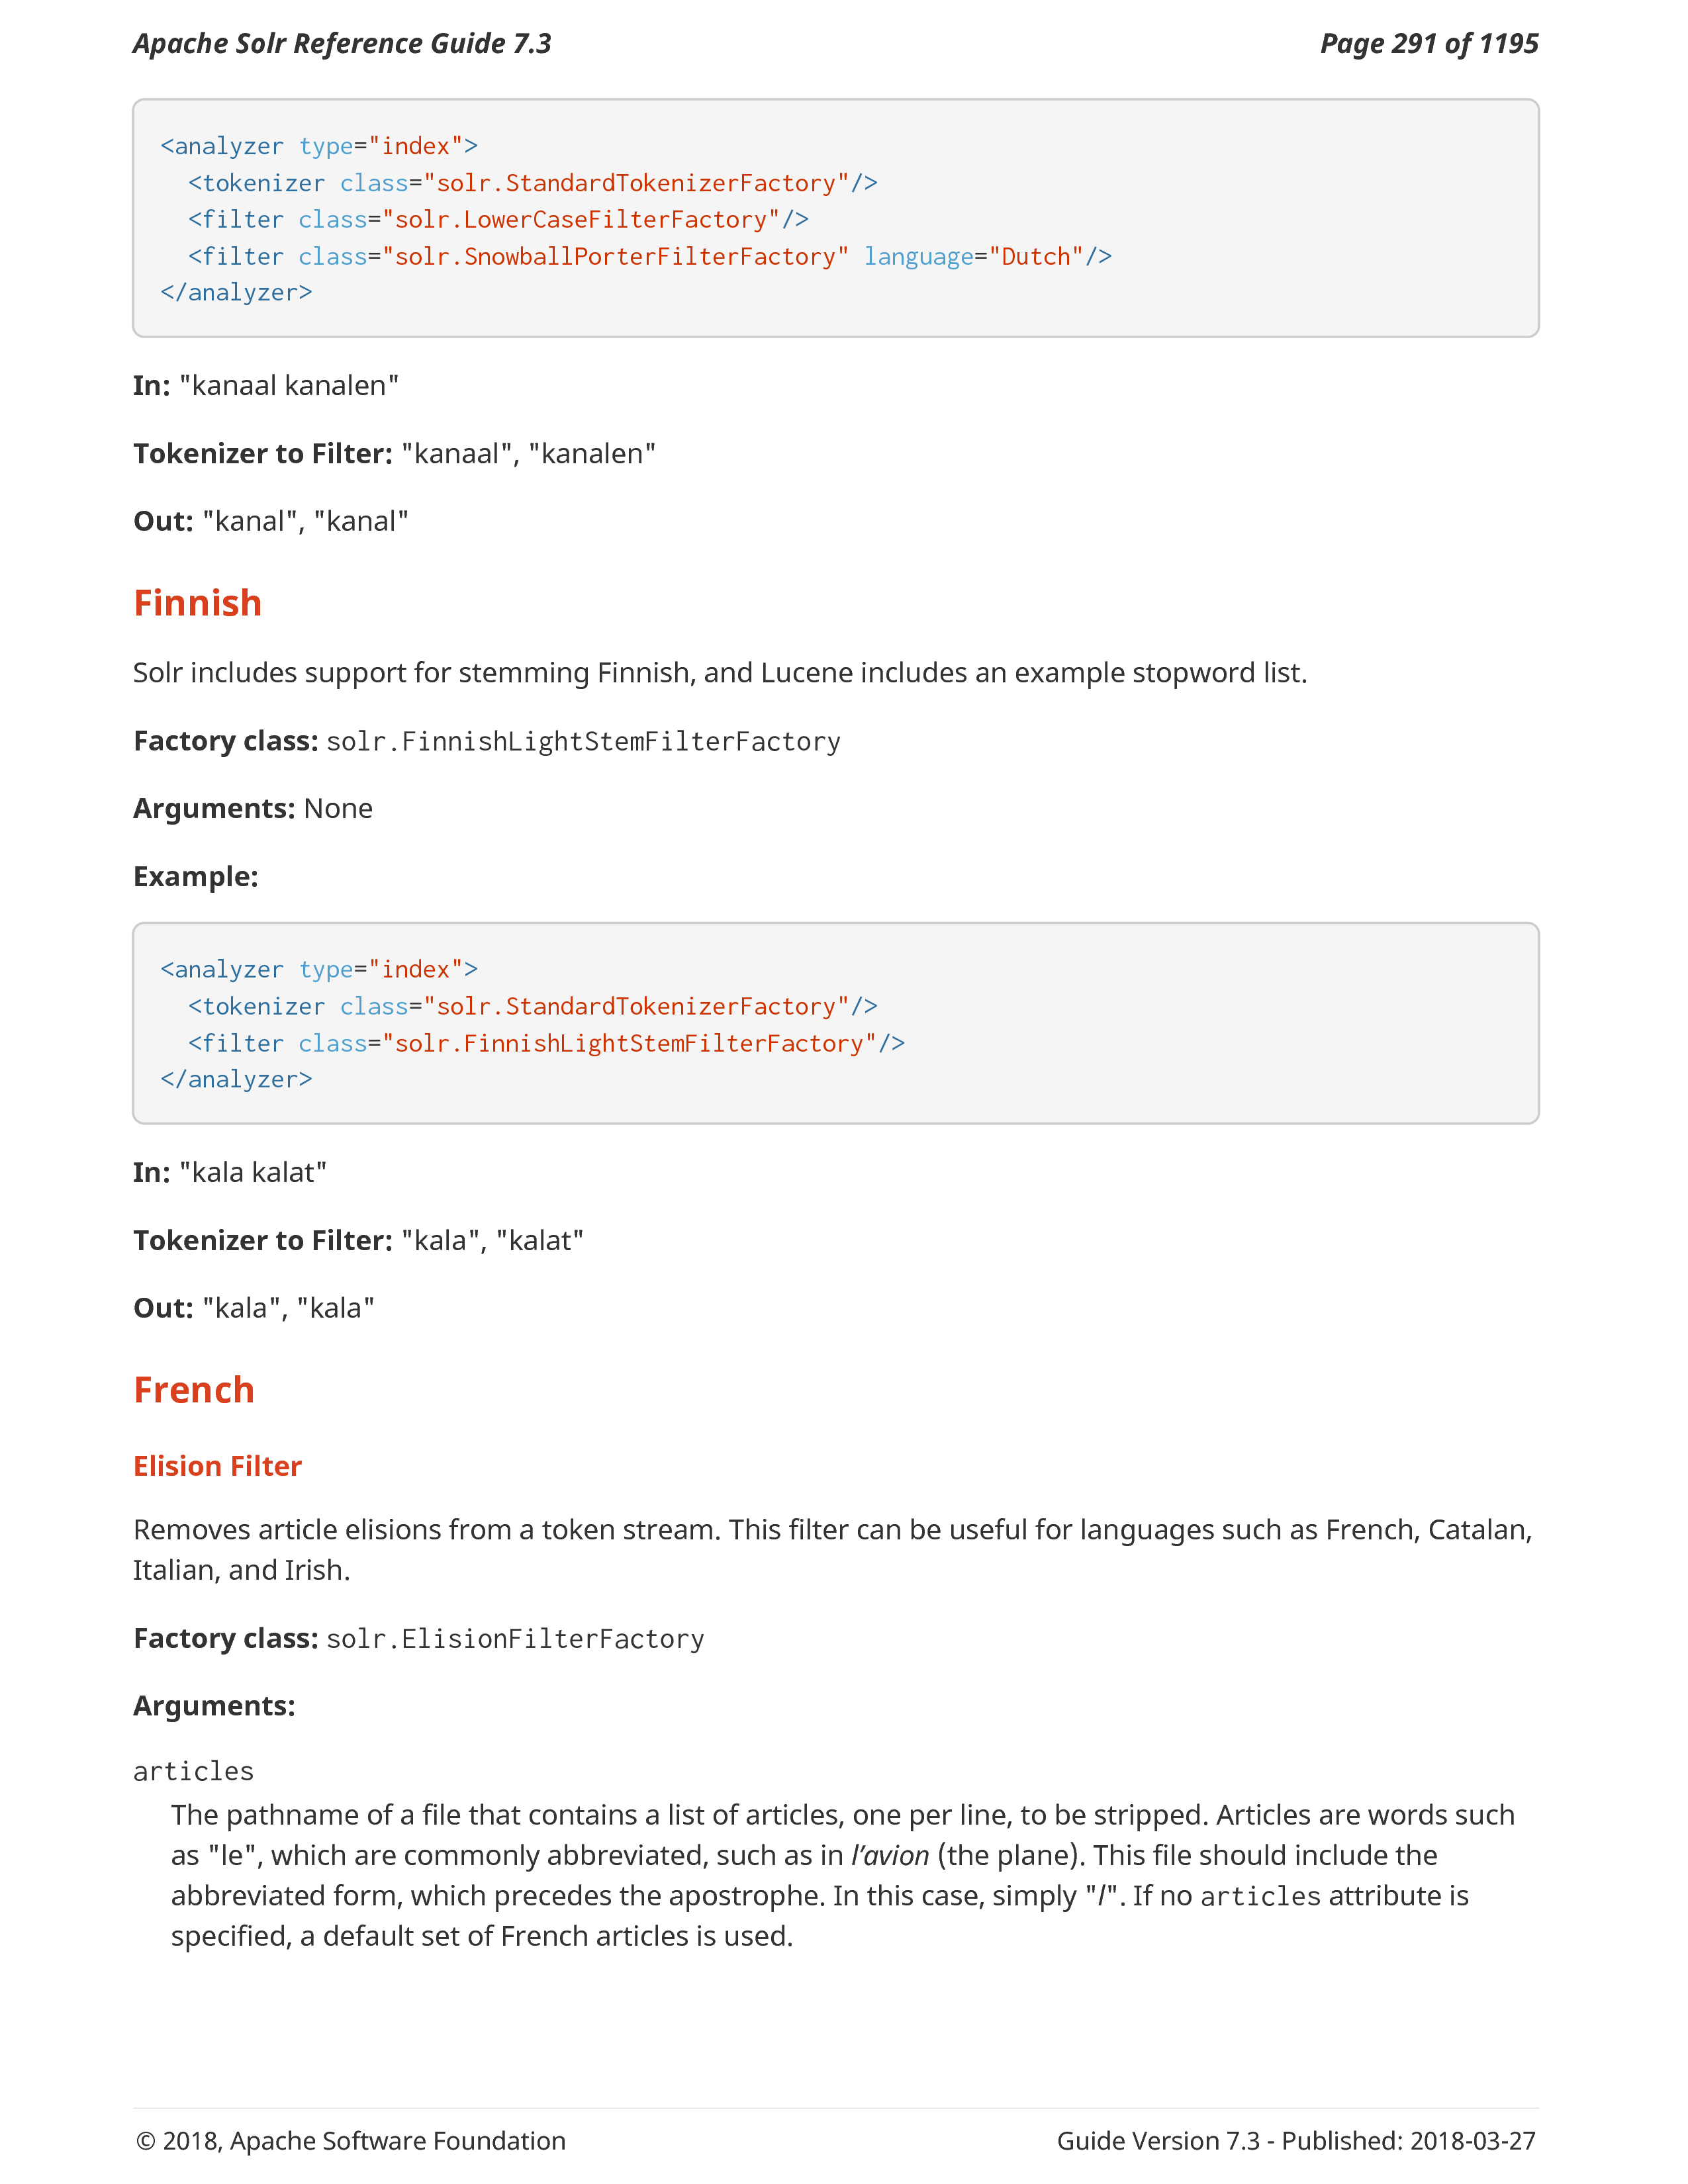 Apache Solr Reference Guide 7.3
Page 291 of 1195
<analyzer type="index">
  <tokenizer class="solr.StandardTokenizerFactory"/>
  <filter class="solr.LowerCaseFilterFactory"/>
  <filter class="solr.SnowballPorterFilterFactory" language="Dutch"/>
</analyzer>
In: "kanaal kanalen"
Tokenizer to Filter: "kanaal", "kanalen"
Out: "kanal", "kanal"
Finnish
Solr includes support for stemming Finnish, and Lucene includes an example stopword list.
Factory class: solr.FinnishLightStemFilterFactory
Arguments: None
Example:
<analyzer type="index">
  <tokenizer class="solr.StandardTokenizerFactory"/>
  <filter class="solr.FinnishLightStemFilterFactory"/>
</analyzer>
In: "kala kalat"
Tokenizer to Filter: "kala", "kalat"
Out: "kala", "kala"
French
Elision Filter
Removes article elisions from a token stream. This filter can be useful for languages such as French, Catalan,
Italian, and Irish.
Factory class: solr.ElisionFilterFactory
Arguments:
articles
The pathname of a file that contains a list of articles, one per line, to be stripped. Articles are words such
as "le", which are commonly abbreviated, such as in l’avion (the plane). This file should include the
abbreviated form, which precedes the apostrophe. In this case, simply "l". If no articles attribute is
specified, a default set of French articles is used.
© 2018, Apache Software Foundation
Guide Version 7.3 - Published: 2018-03-27